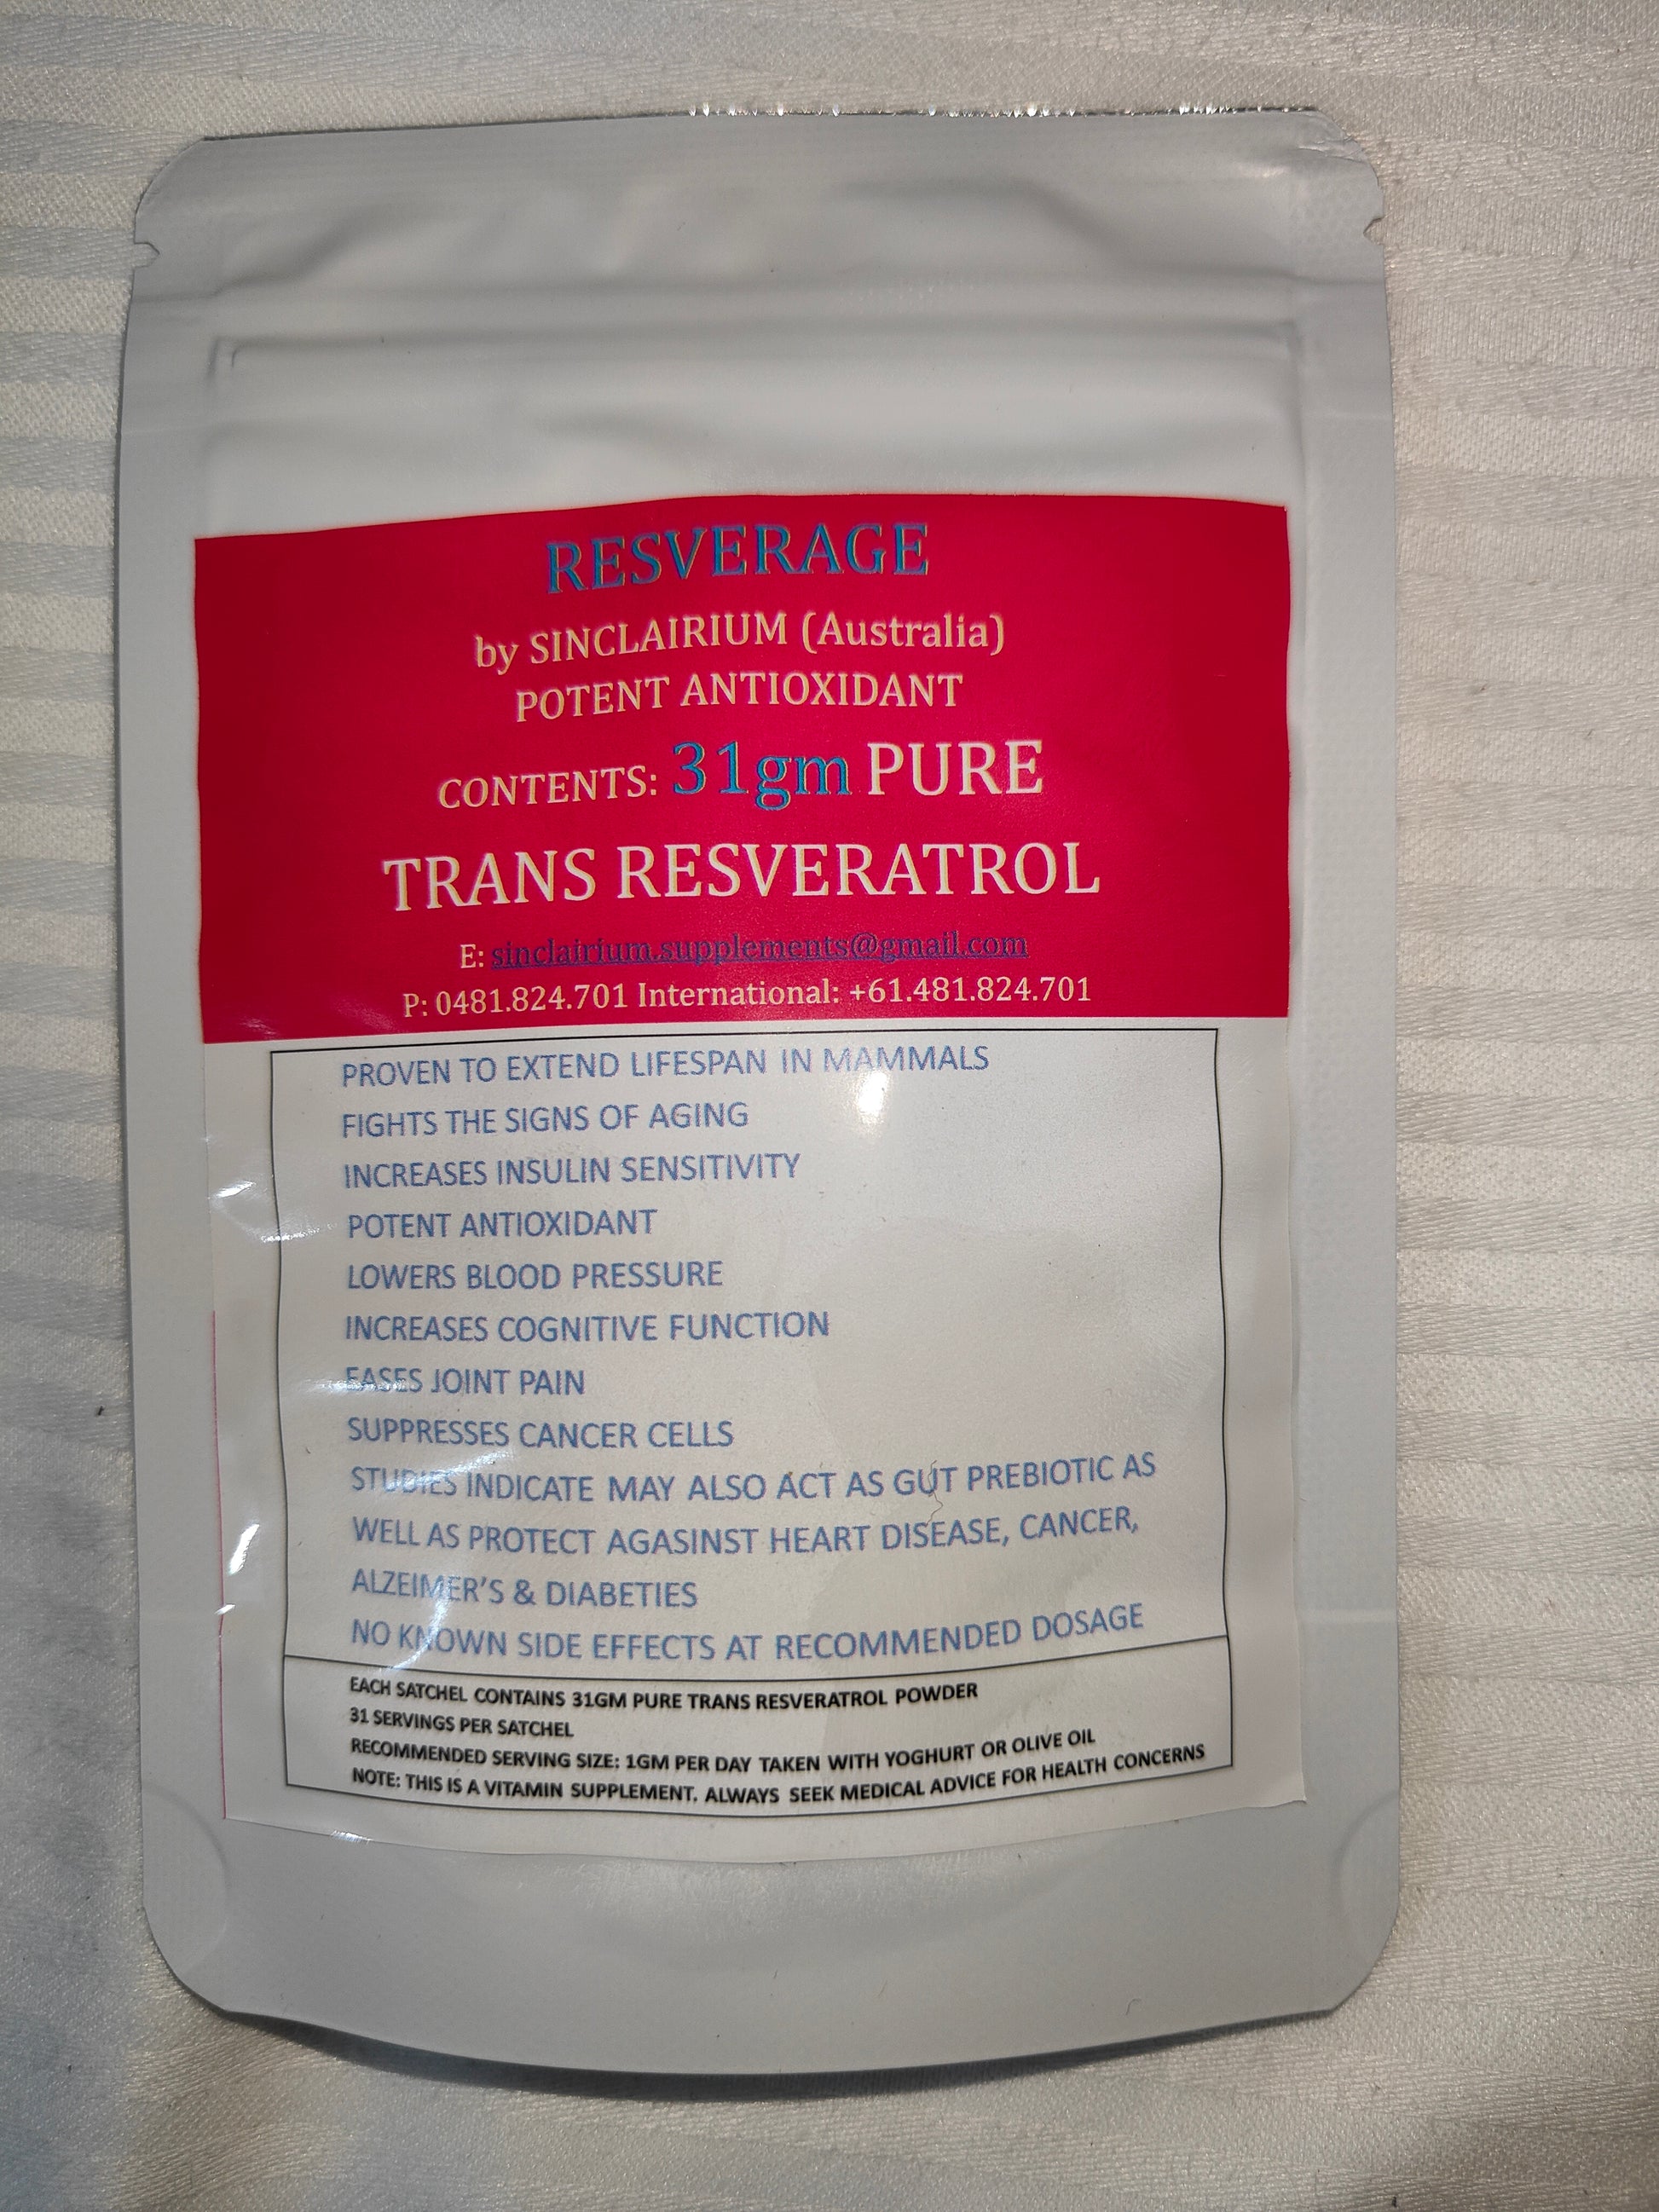 RESVERAGE
by SINCLAIRIUM (Australia)
POTENT ANTIOXIDANT
CONTENTS: 31gm PURE
TRANS RESVERATROL
E: sinclairium.supplements@gmail.com
P: 0481.824.701 International: +61.481.824.701
PROVEN TO EXTEND LIFESPAN IN MAMMALS
FIGHTS THE SIGNS OF AGING
INCREASES INSULIN SENSITIVITY
POTENT ANTIOXIDANT
LOWERS BLOOD PRESSURE
INCREASES COGNITIVE FUNCTION
EASES JOINT PAIN
SUPPRESSES CANCER CELLS
STUDIES INDICATE MAY ALSO ACT AS GUT PREBIOTIC AS
WELL AS PROTECT AGASINST HEART DISEASE, CANCER,
ALZEIMER'S & DIABETIES
NO KNOWN SIDE EFFECTS AT RECOMMENDED DOSAGE
EACH SATCHEL CONTAINS 31GM PURE TRANS RESVERATROL POWDER
31 SERVINGS PER SATCHEL
RECOMMENDED SERVING SIZE: 1GM PER DAY TAKEN WITH YOGHURT OR OLIVE OIL
NOTE: THIS IS A VITAMIN SUPPLEMENT. ALWAYS SEEK MEDICAL ADVICE FOR HEALTH CONCERNS